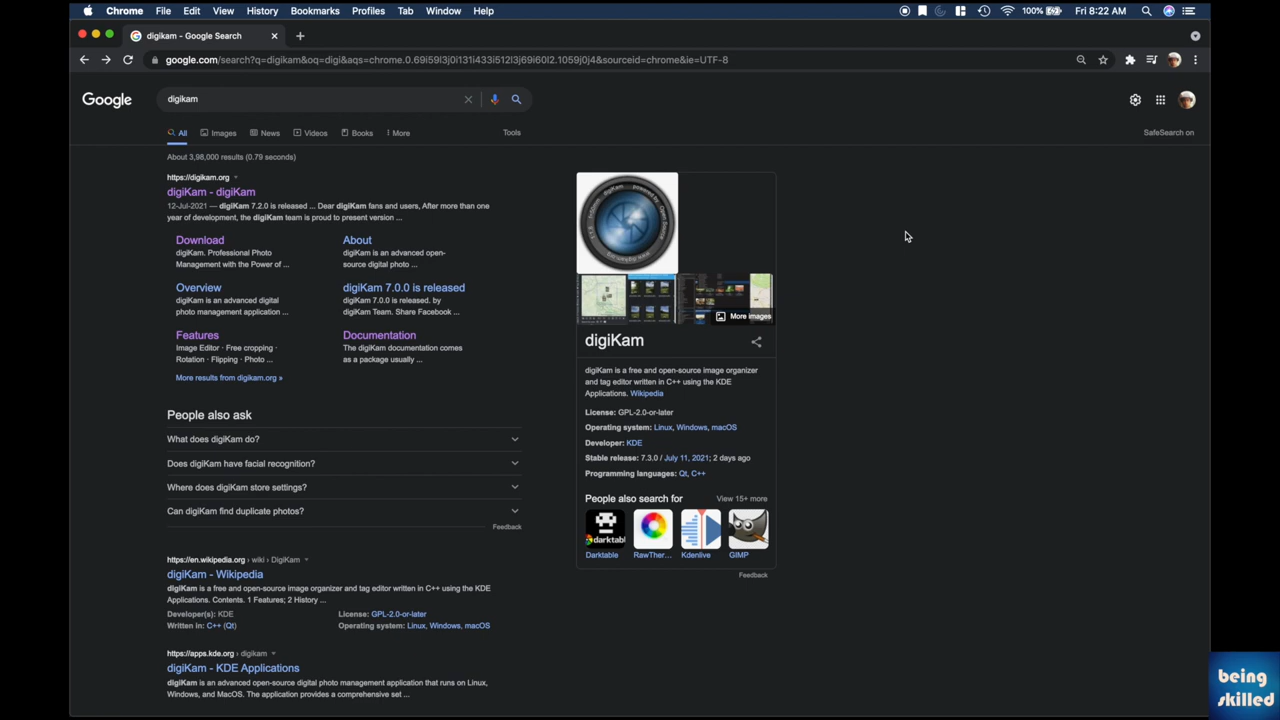 Chrome File Edit View History Bookmarks Profiles Tab Window Help 100% Fri 8:22 AM
digikam - Google Search
google.com/search?q=digikam&oq=digi&aqs=chrome.0.69i59l3j0i131i433i512l3j69i60l2.1059j0j4&sourceid=chrome&ie=UTF-8
Google digikam
All Images News Videos Books More Tools SafeSearch on
About 3,98,000 results (0.79 seconds)
https://digikam.org
digiKam - digiKam
12-Jul-2021 — digiKam 7.2.0 is released ... Dear digiKam fans and users, After more than one
year of development, the digiKam team is proud to present version ...
Download
digiKam. Professional Photo
Management with the Power of ...
About
digiKam is an advanced open-
source digital photo ...
Overview
digiKam is an advanced digital
photo management application ...
digiKam 7.0.0 is released
digiKam 7.0.0 is released. by
digiKam Team. Share Facebook ...
Features
Image Editor · Free cropping ·
Rotation · Flipping · Photo ...
Documentation
The digiKam documentation comes
as a package usually ...
More results from digikam.org »
People also ask
What does digiKam do?
Does digiKam have facial recognition?
Where does digiKam store settings?
Can digiKam find duplicate photos?
Feedback
https://en.wikipedia.org › wiki › DigiKam
digiKam - Wikipedia
digiKam is a free and open-source image organizer and tag editor written in C++ using the KDE
Applications. Contents. 1 Features; 2 History ...
Developer(s): KDE License: GPL-2.0-or-later
Written in: C++ (Qt) Operating system: Linux, Windows, macOS
https://apps.kde.org › digikam
digiKam - KDE Applications
digiKam is an advanced open-source digital photo management application that runs on Linux,
Windows, and MacOS. The application provides a comprehensive set ...
More images
digiKam
digiKam is a free and open-source image organizer
and tag editor written in C++ using the KDE
Applications. Wikipedia
License: GPL-2.0-or-later
Operating system: Linux, Windows, macOS
Developer: KDE
Stable release: 7.3.0 / July 11, 2021; 2 days ago
Programming languages: Qt, C++
People also search for View 15+ more
darktable
Darktable RawTher... Kdenlive GIMP
Feedback
being
skilled